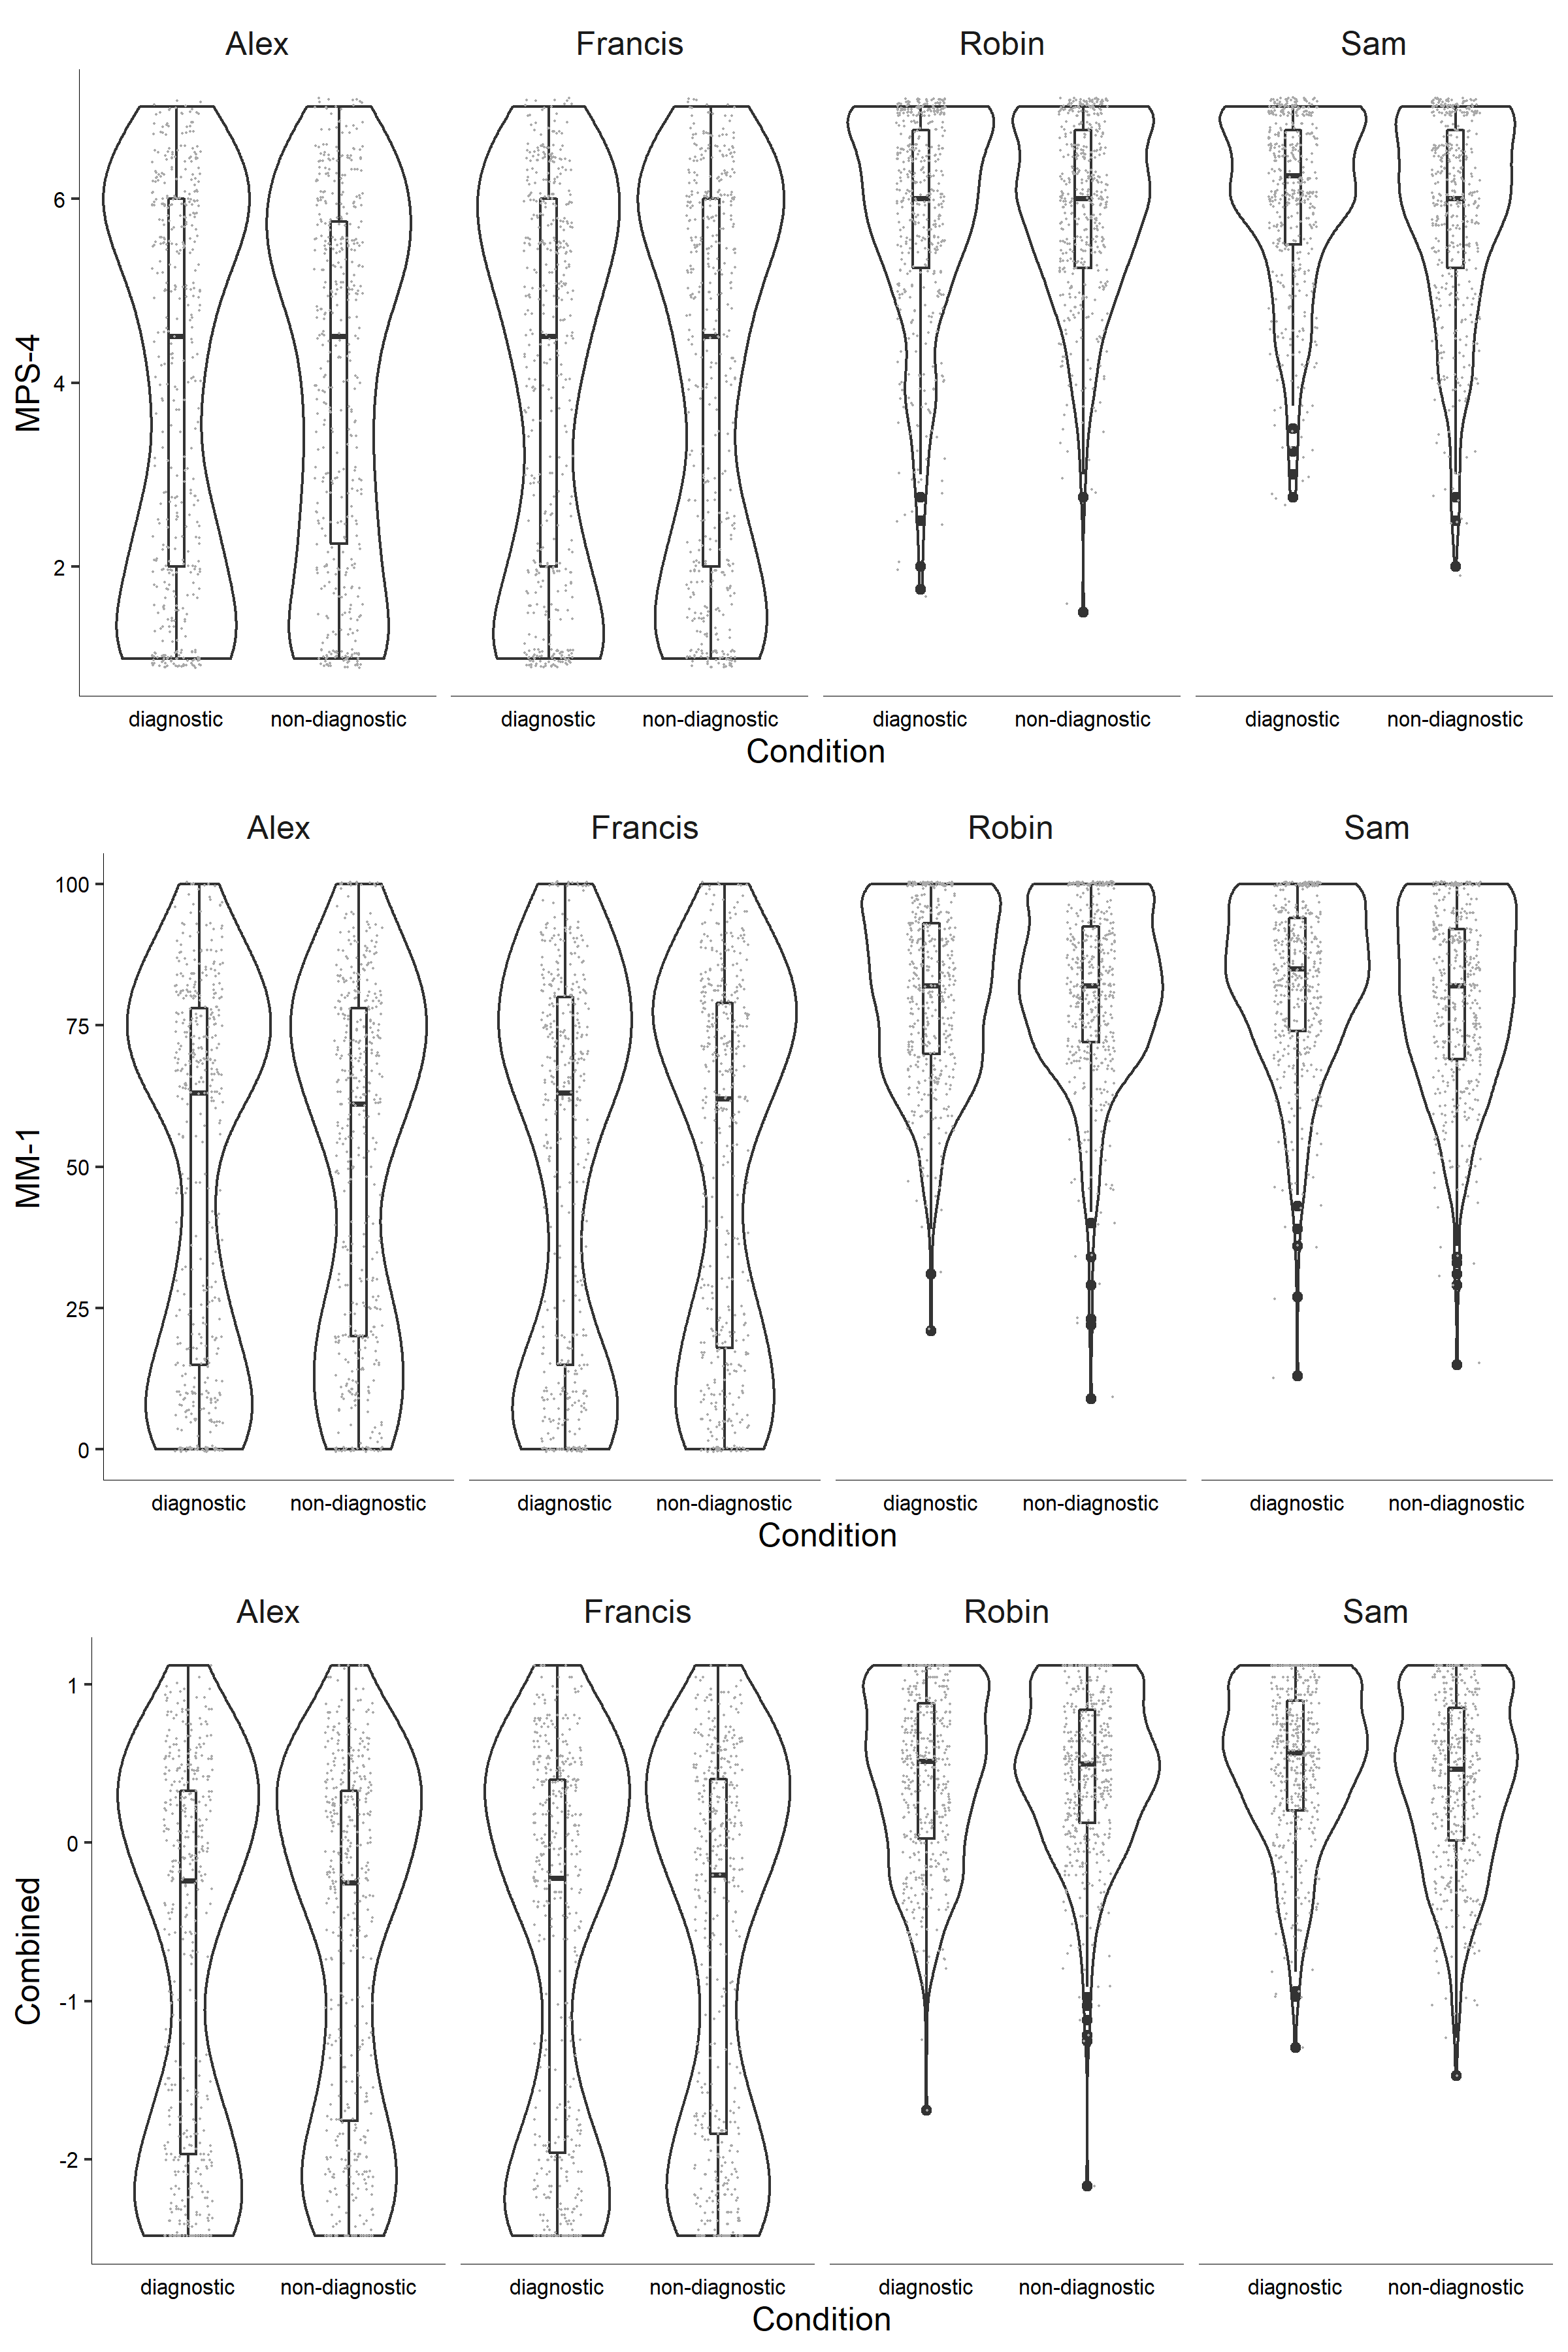 Alex Francis Robin Sam
MPS-4
6
4
2
diagnostic non-diagnostic diagnostic non-diagnostic diagnostic non-diagnostic diagnostic non-diagnostic
Condition
Alex Francis Robin Sam
MM-1
100
75
50
25
0
diagnostic non-diagnostic diagnostic non-diagnostic diagnostic non-diagnostic diagnostic non-diagnostic
Condition
Alex Francis Robin Sam
Combined
1
0
-1
-2
diagnostic non-diagnostic diagnostic non-diagnostic diagnostic non-diagnostic diagnostic non-diagnostic
Condition